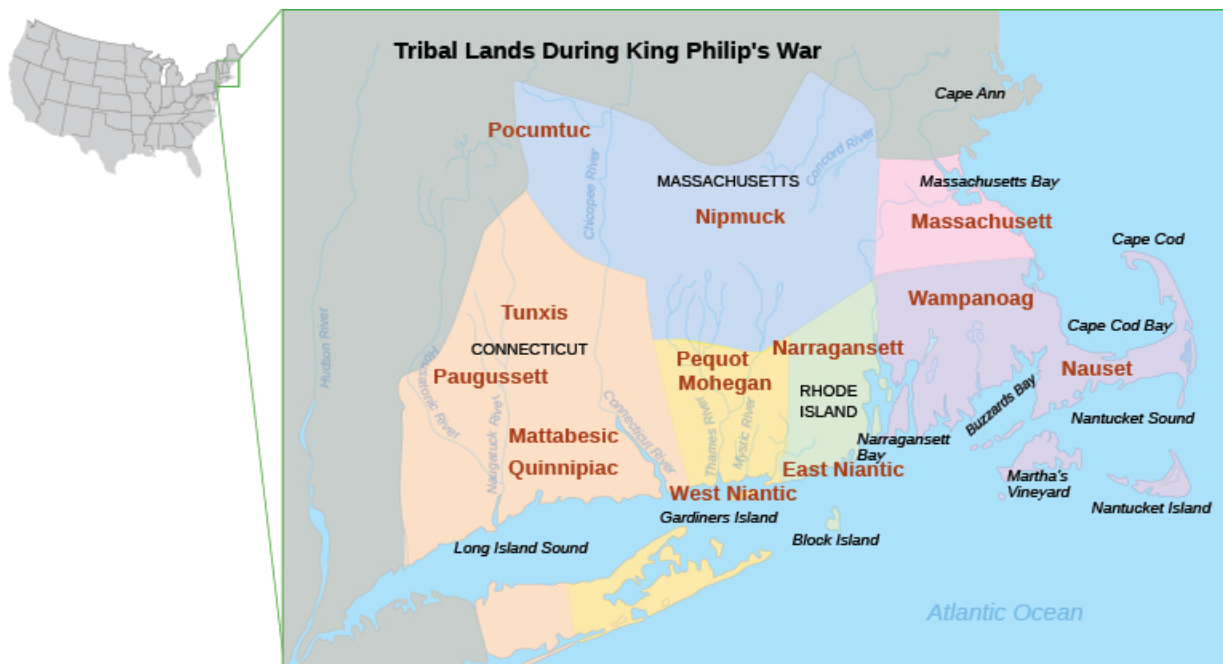 Tribal Lands During King Philip's War
Cape Ann
Pocumtuc
Concord River
MASSACHUSETTS
Massachusetts Bay
Chicopee River
Nipmuck
Massachusett
Cape Cod
Hudson River
Tunxis
Wampanoag
Cape Cod Bay
CONNECTICUT
Housatonic River
Paugussett
Pequot
Mohegan
Narragansett
Nauset
RHODE
ISLAND
Buzzards Bay
Nantucket Sound
Naugatuck River
Mattabesic
Connecticut River
Thames River
Mystic River
Narragansett
Bay
Quinnipiac
East Niantic
Martha's
Vineyard
West Niantic
Nantucket Island
Gardiners Island
Block Island
Long Island Sound
Atlantic Ocean